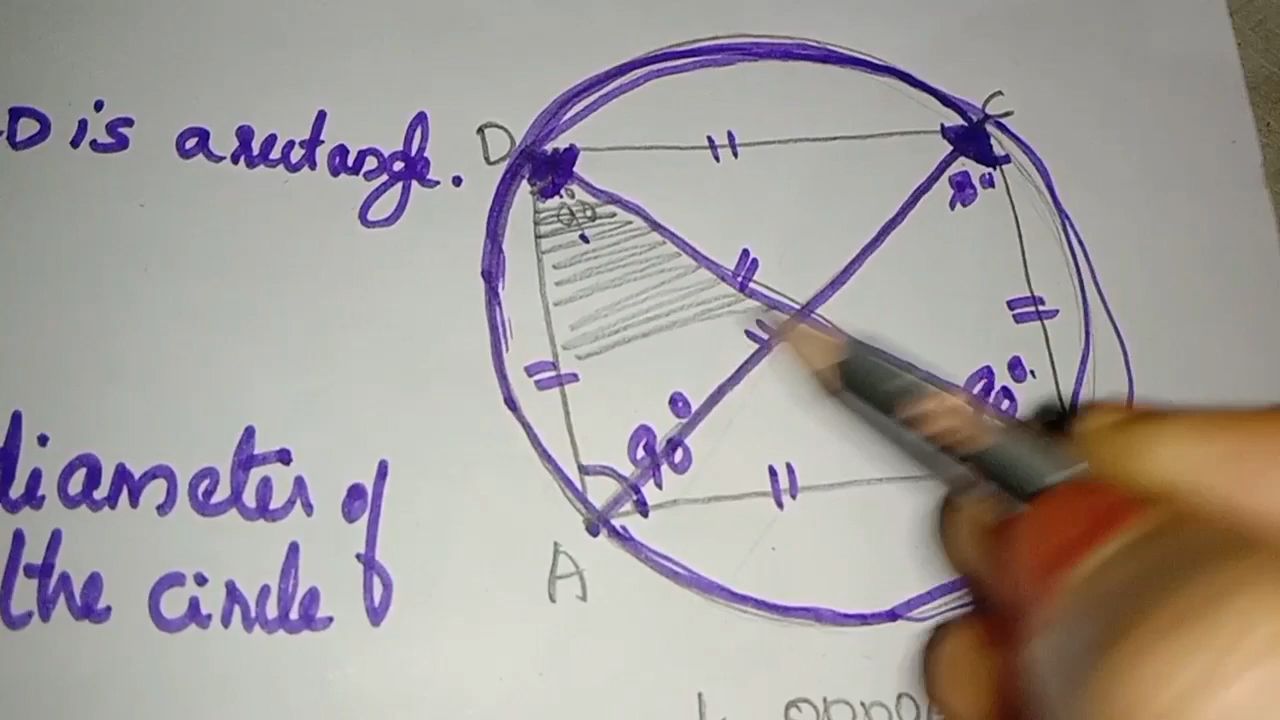 D is a rectangle.
D
C
90°
90°
90°
A
diameter of
the circle